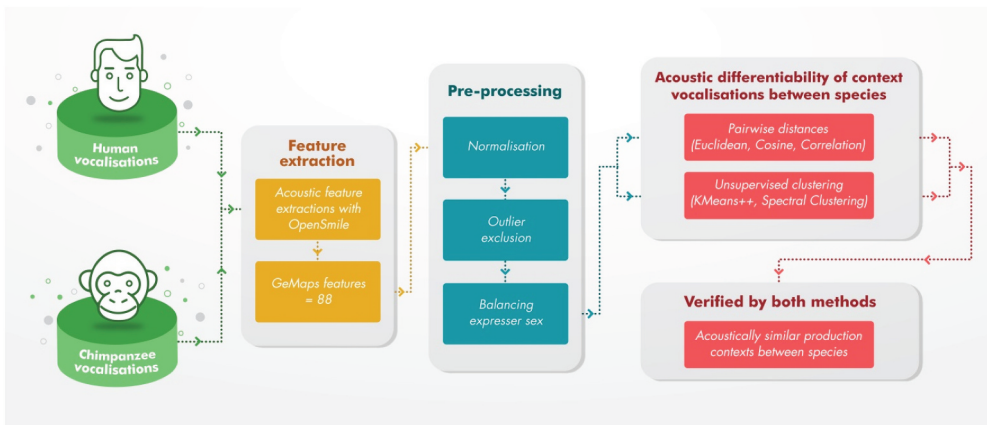 Human
vocalisations
Chimpanzee
vocalisations
Feature
extraction
Acoustic feature
extractions with
OpenSmile
GeMaps features
= 88
Pre-processing
Normalisation
Outlier
exclusion
Balancing
expresser sex
Acoustic differentiability of context
vocalisations between species
Pairwise distances
(Euclidean, Cosine, Correlation)
Unsupervised clustering
(KMeans++, Spectral Clustering)
Verified by both methods
Acoustically similar production
contexts between species